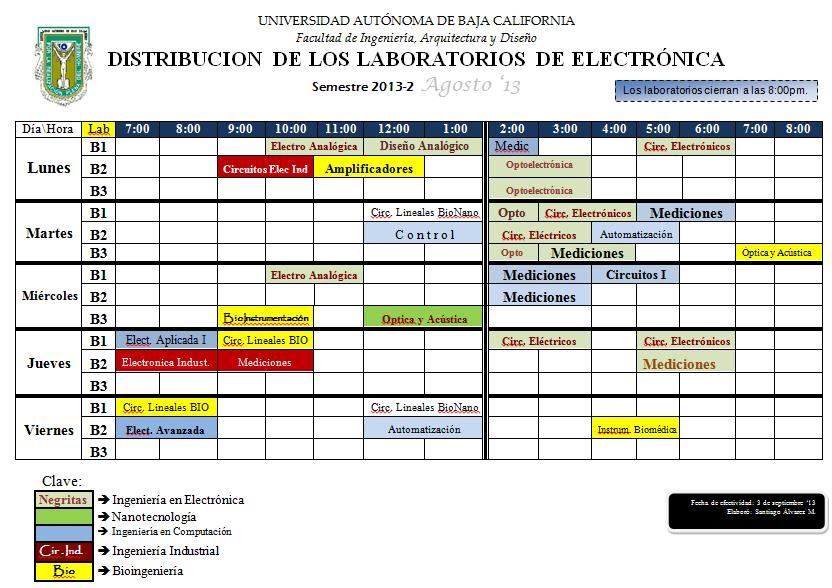 UNIVERSIDAD AUTÓNOMA DE BAJA CALIFORNIA
Facultad de Ingeniería, Arquitectura y Diseño
DISTRIBUCION DE LOS LABORATORIOS DE ELECTRÓNICA
Semestre 2013-2 Agosto '13
Los laboratorios cierran a las 8:00pm.
Día\Hora Lab 7:00 8:00 9:00 10:00 11:00 12:00 1:00 2:00 3:00 4:00 5:00 6:00 7:00 8:00
Lunes
B1 Electro Analógica Diseño Analógico Medic Circ. Electrónicos
B2 Circuitos Elec Ind Amplificadores Optoelectrónica
B3 Optoelectrónica
Martes
B1 Circ. Lineales BioNano Opto Circ. Electrónicos Mediciones
B2 Control Circ. Eléctricos Automatización
B3 Opto Mediciones Óptica y Acústica
Miércoles
B1 Electro Analógica Mediciones Circuitos I
B2 Mediciones
B3 BioInstrumentación Optica y Acústica
Jueves
B1 Elect. Aplicada I Circ. Lineales BIO Circ. Eléctricos Circ. Electrónicos
B2 Electronica Indust. Mediciones Mediciones
B3
Viernes
B1 Circ. Lineales BIO Circ. Lineales BioNano
B2 Elect. Avanzada Automatización Instrum. Biomédica
B3
Clave:
Negritas ➔ Ingeniería en Electrónica
➔ Nanotecnología
➔ Ingeniería en Computación
Cir. Ind. ➔ Ingeniería Industrial
Bio ➔ Bioingeniería
Fecha de efectividad: 3 de septiembre '13
Elaboró: Santiago Álvarez M.